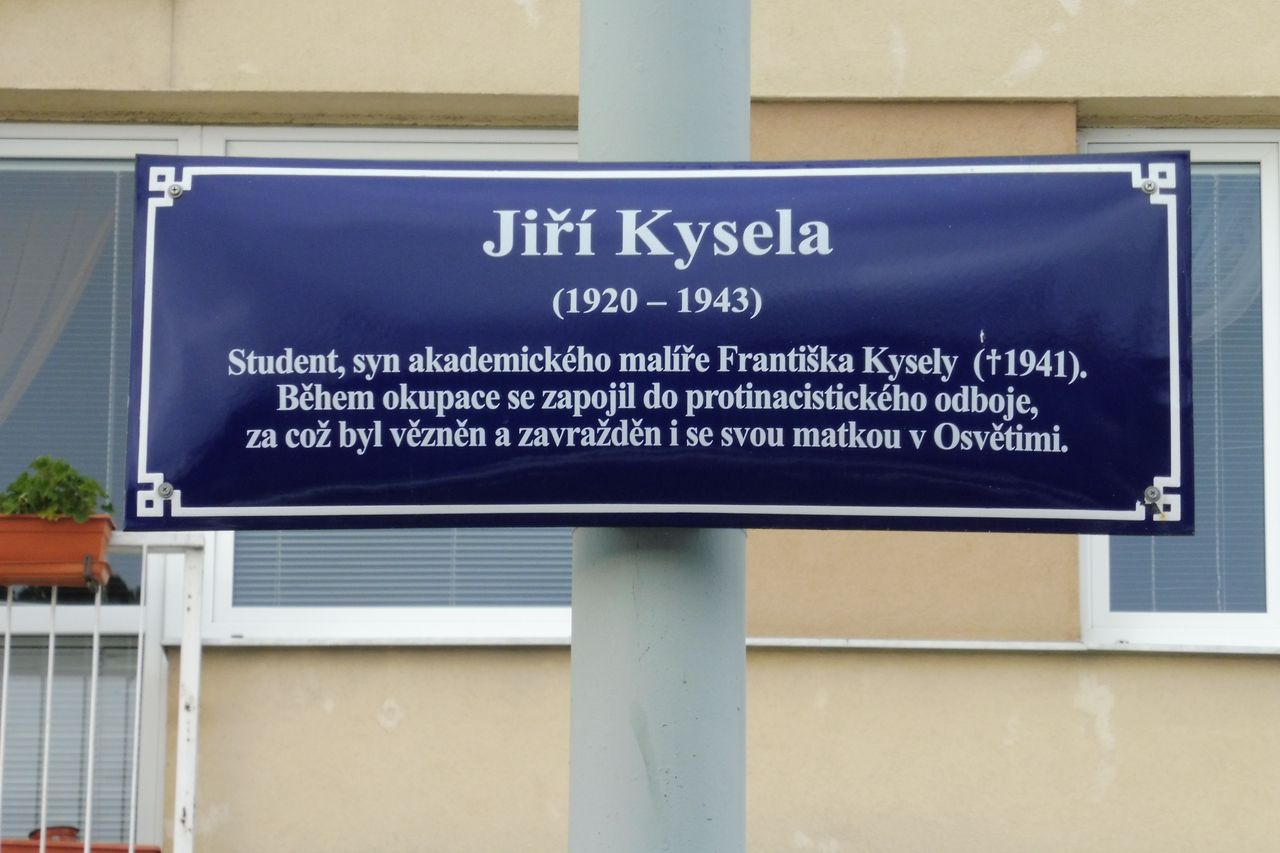 Jiří Kysela
(1920 – 1943)
Student, syn akademického malíře Františka Kysely (†1941).
Během okupace se zapojil do protinacistického odboje,
za což byl vězněn a zavražděn i se svou matkou v Osvětimi.